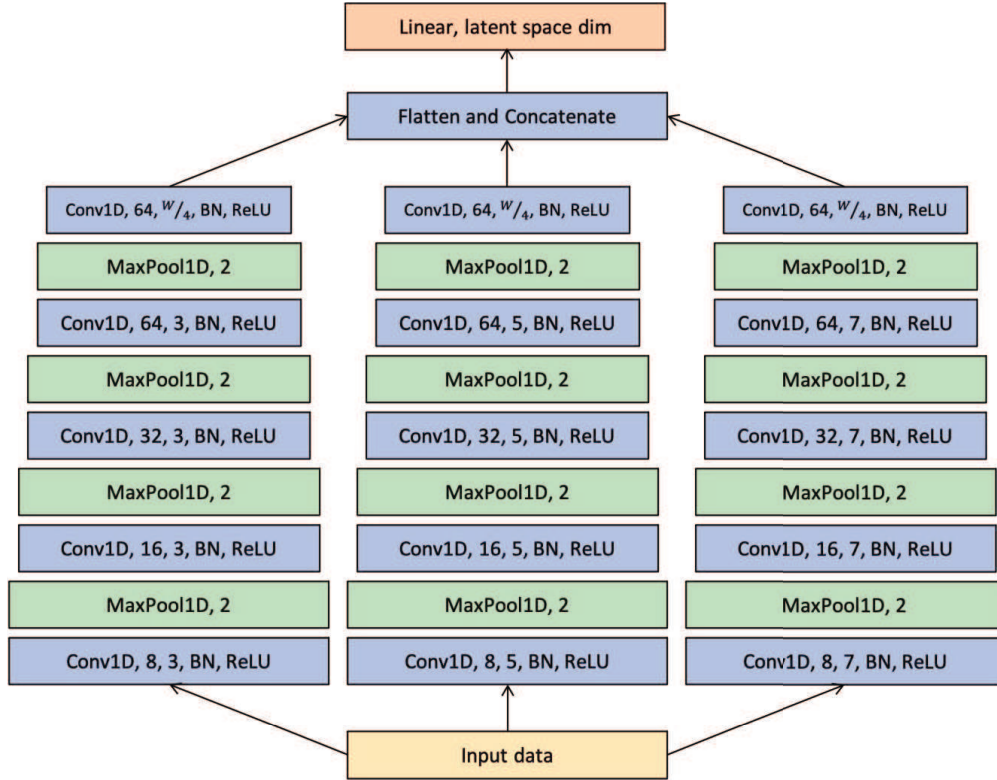 Linear, latent space dim
Flatten and Concatenate
Conv1D, 64, W/4, BN, ReLU
Conv1D, 64, W/4, BN, ReLU
Conv1D, 64, W/4, BN, ReLU
MaxPool1D, 2
MaxPool1D, 2
MaxPool1D, 2
Conv1D, 64, 3, BN, ReLU
Conv1D, 64, 5, BN, ReLU
Conv1D, 64, 7, BN, ReLU
MaxPool1D, 2
MaxPool1D, 2
MaxPool1D, 2
Conv1D, 32, 3, BN, ReLU
Conv1D, 32, 5, BN, ReLU
Conv1D, 32, 7, BN, ReLU
MaxPool1D, 2
MaxPool1D, 2
MaxPool1D, 2
Conv1D, 16, 3, BN, ReLU
Conv1D, 16, 5, BN, ReLU
Conv1D, 16, 7, BN, ReLU
MaxPool1D, 2
MaxPool1D, 2
MaxPool1D, 2
Conv1D, 8, 3, BN, ReLU
Conv1D, 8, 5, BN, ReLU
Conv1D, 8, 7, BN, ReLU
Input data